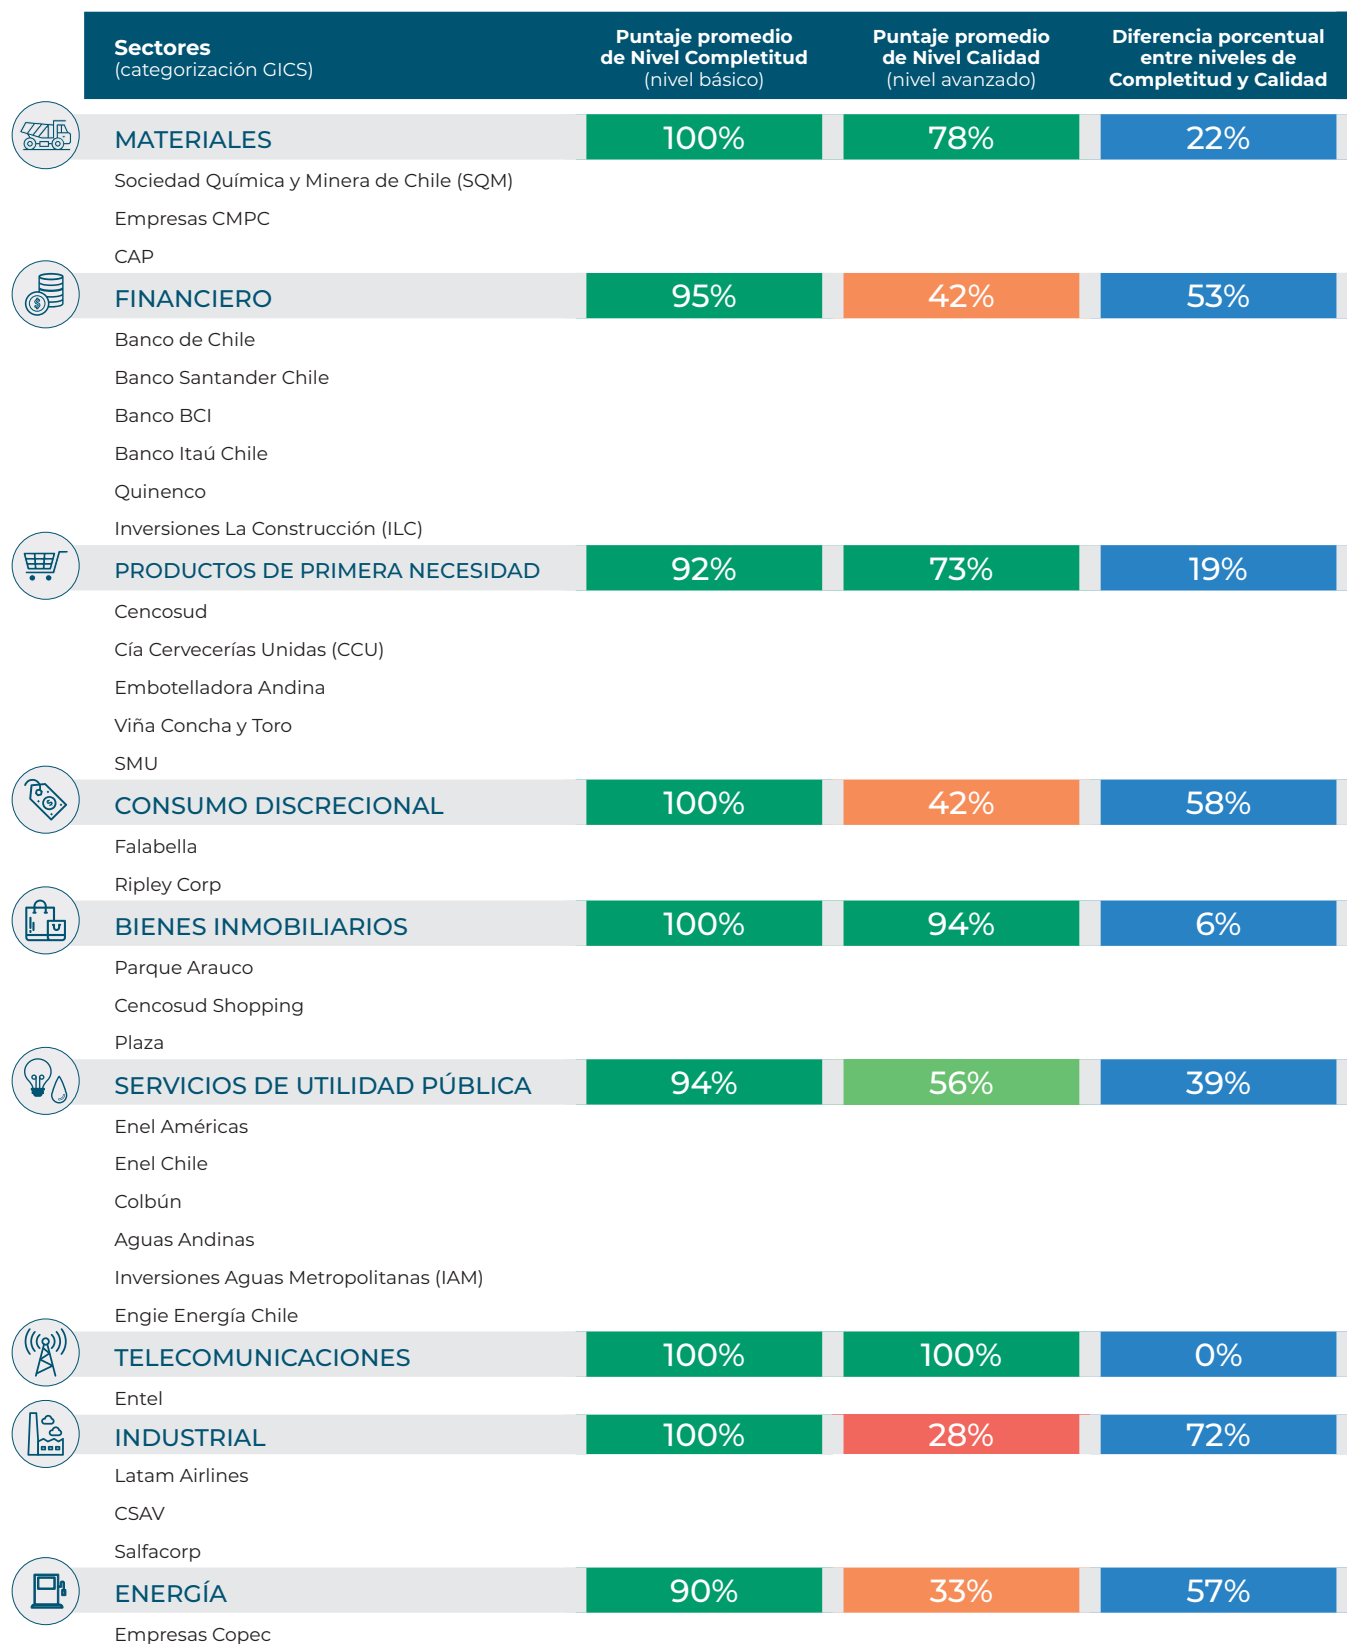 Sectores
(categorización GICS)
Puntaje promedio
de Nivel Completitud
(nivel básico)
Puntaje promedio
de Nivel Calidad
(nivel avanzado)
Diferencia porcentual
entre niveles de
Completitud y Calidad
MATERIALES 100% 78% 22%
Sociedad Química y Minera de Chile (SQM)
Empresas CMPC
CAP
FINANCIERO 95% 42% 53%
Banco de Chile
Banco Santander Chile
Banco BCI
Banco Itaú Chile
Quinenco
Inversiones La Construcción (ILC)
PRODUCTOS DE PRIMERA NECESIDAD 92% 73% 19%
Cencosud
Cía Cervecerías Unidas (CCU)
Embotelladora Andina
Viña Concha y Toro
SMU
CONSUMO DISCRECIONAL 100% 42% 58%
Falabella
Ripley Corp
BIENES INMOBILIARIOS 100% 94% 6%
Parque Arauco
Cencosud Shopping
Plaza
SERVICIOS DE UTILIDAD PÚBLICA 94% 56% 39%
Enel Américas
Enel Chile
Colbún
Aguas Andinas
Inversiones Aguas Metropolitanas (IAM)
Engie Energía Chile
TELECOMUNICACIONES 100% 100% 0%
Entel
INDUSTRIAL 100% 28% 72%
Latam Airlines
CSAV
Salfacorp
ENERGÍA 90% 33% 57%
Empresas Copec